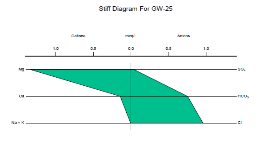 Stiff Diagram For GW-25
Cations meq/l Anions
1.0 0.5 0.0 0.5 1.0
Mg SO₄
Ca HCO₃
Na + K Cl